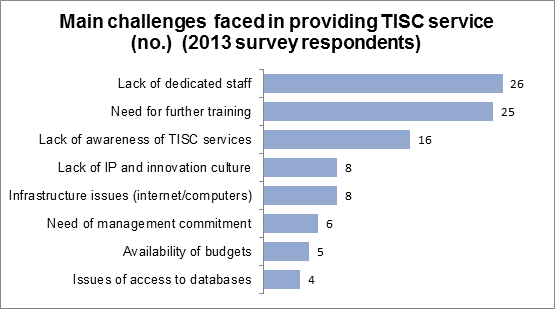 Main challenges faced in providing TISC service
(no.) (2013 survey respondents)
Lack of dedicated staff 26
Need for further training 25
Lack of awareness of TISC services 16
Lack of IP and innovation culture 8
Infrastructure issues (internet/computers) 8
Need of management commitment 6
Availability of budgets 5
Issues of access to databases 4